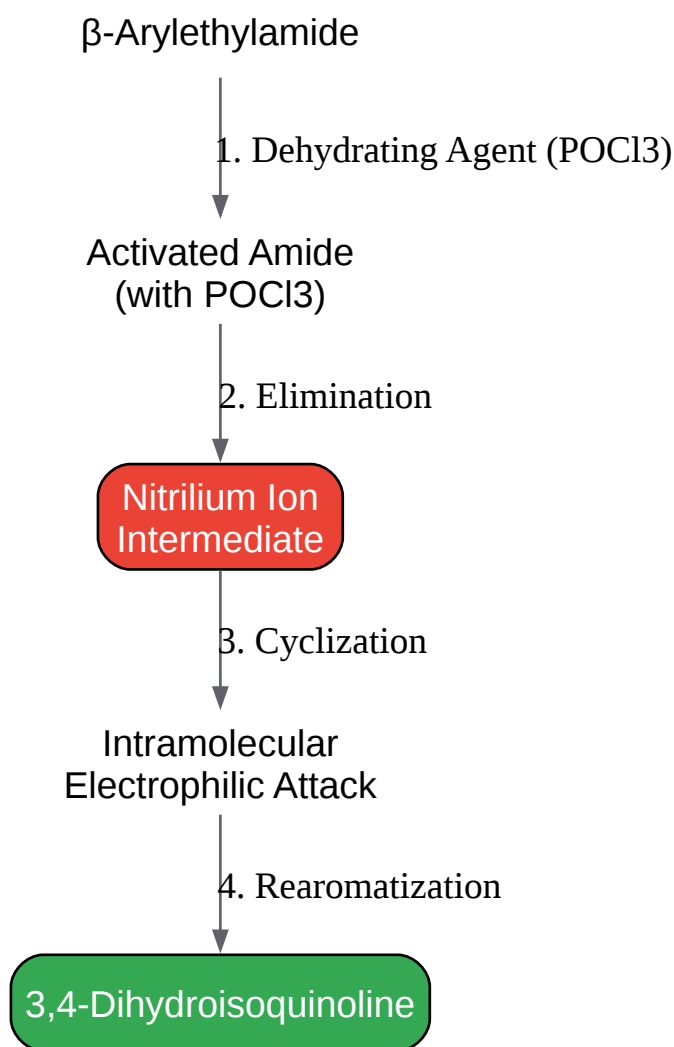 β-Arylethylamide
1. Dehydrating Agent (POCl3)
Activated Amide
(with POCl3)
2. Elimination
Nitrilium Ion
Intermediate
3. Cyclization
Intramolecular
Electrophilic Attack
4. Rearomatization
3,4-Dihydroisoquinoline